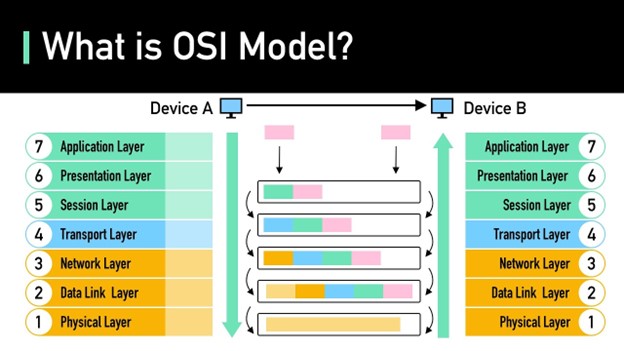 What is OSI Model?
Device A
Device B
7 Application Layer
6 Presentation Layer
5 Session Layer
4 Transport Layer
3 Network Layer
2 Data Link Layer
1 Physical Layer
Application Layer 7
Presentation Layer 6
Session Layer 5
Transport Layer 4
Network Layer 3
Data Link Layer 2
Physical Layer 1